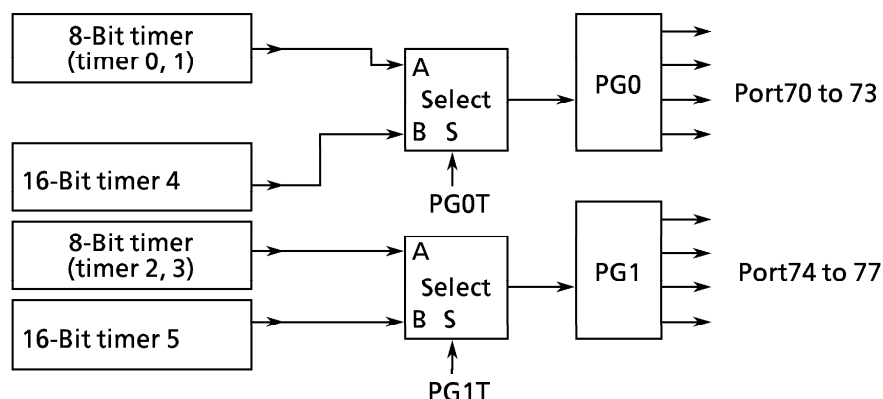 8-Bit timer
(timer 0, 1)
A
Select
B S
PG0
Port70 to 73
16-Bit timer 4
PG0T
8-Bit timer
(timer 2, 3)
A
Select
B S
PG1
Port74 to 77
16-Bit timer 5
PG1T